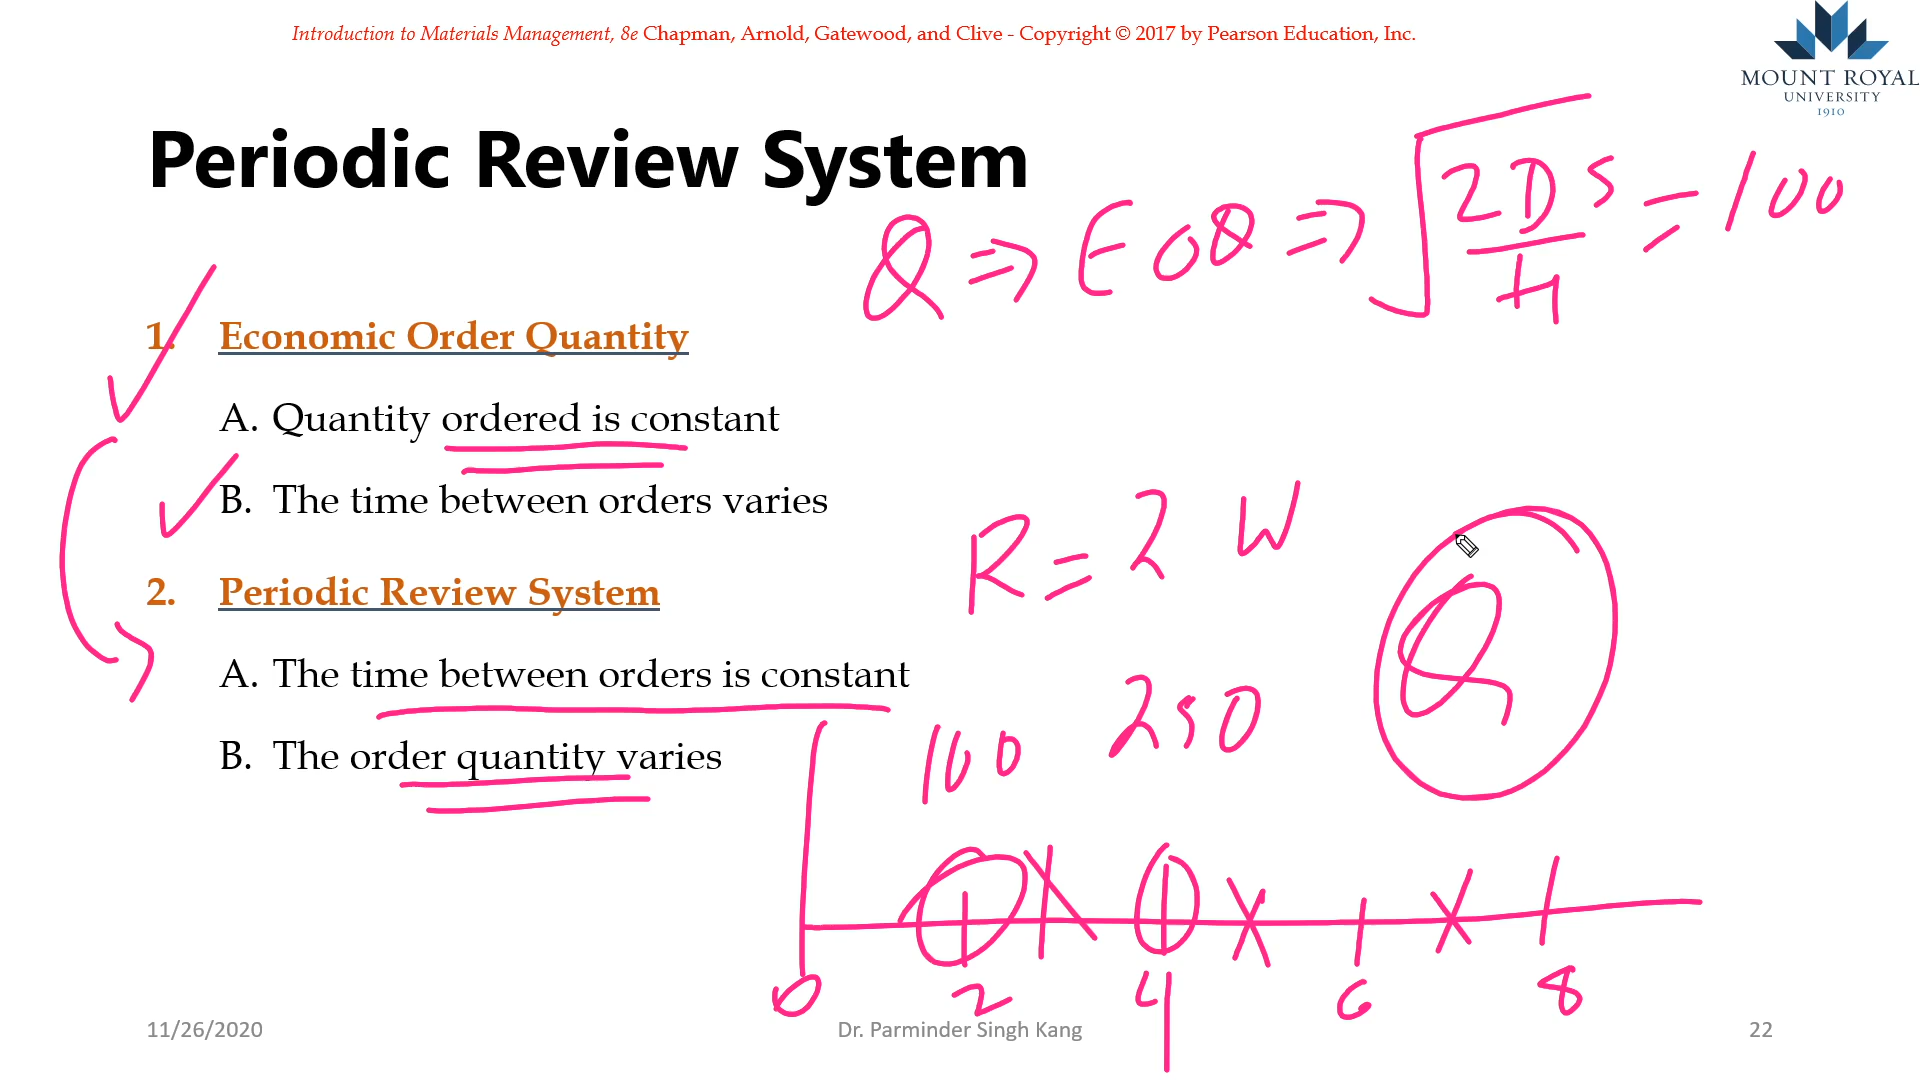 Introduction to Materials Management, 8e Chapman, Arnold, Gatewood, and Clive - Copyright © 2017 by Pearson Education, Inc.
MOUNT ROYAL
UNIVERSITY
1910
Periodic Review System
Q ⇒ EOQ ⇒ √(2DS/H) = 100
1. Economic Order Quantity
A. Quantity ordered is constant
B. The time between orders varies
R = 2 W
Q
2. Periodic Review System
A. The time between orders is constant
B. The order quantity varies
100 250
0 2 4 6 8
11/26/2020 Dr. Parminder Singh Kang 22